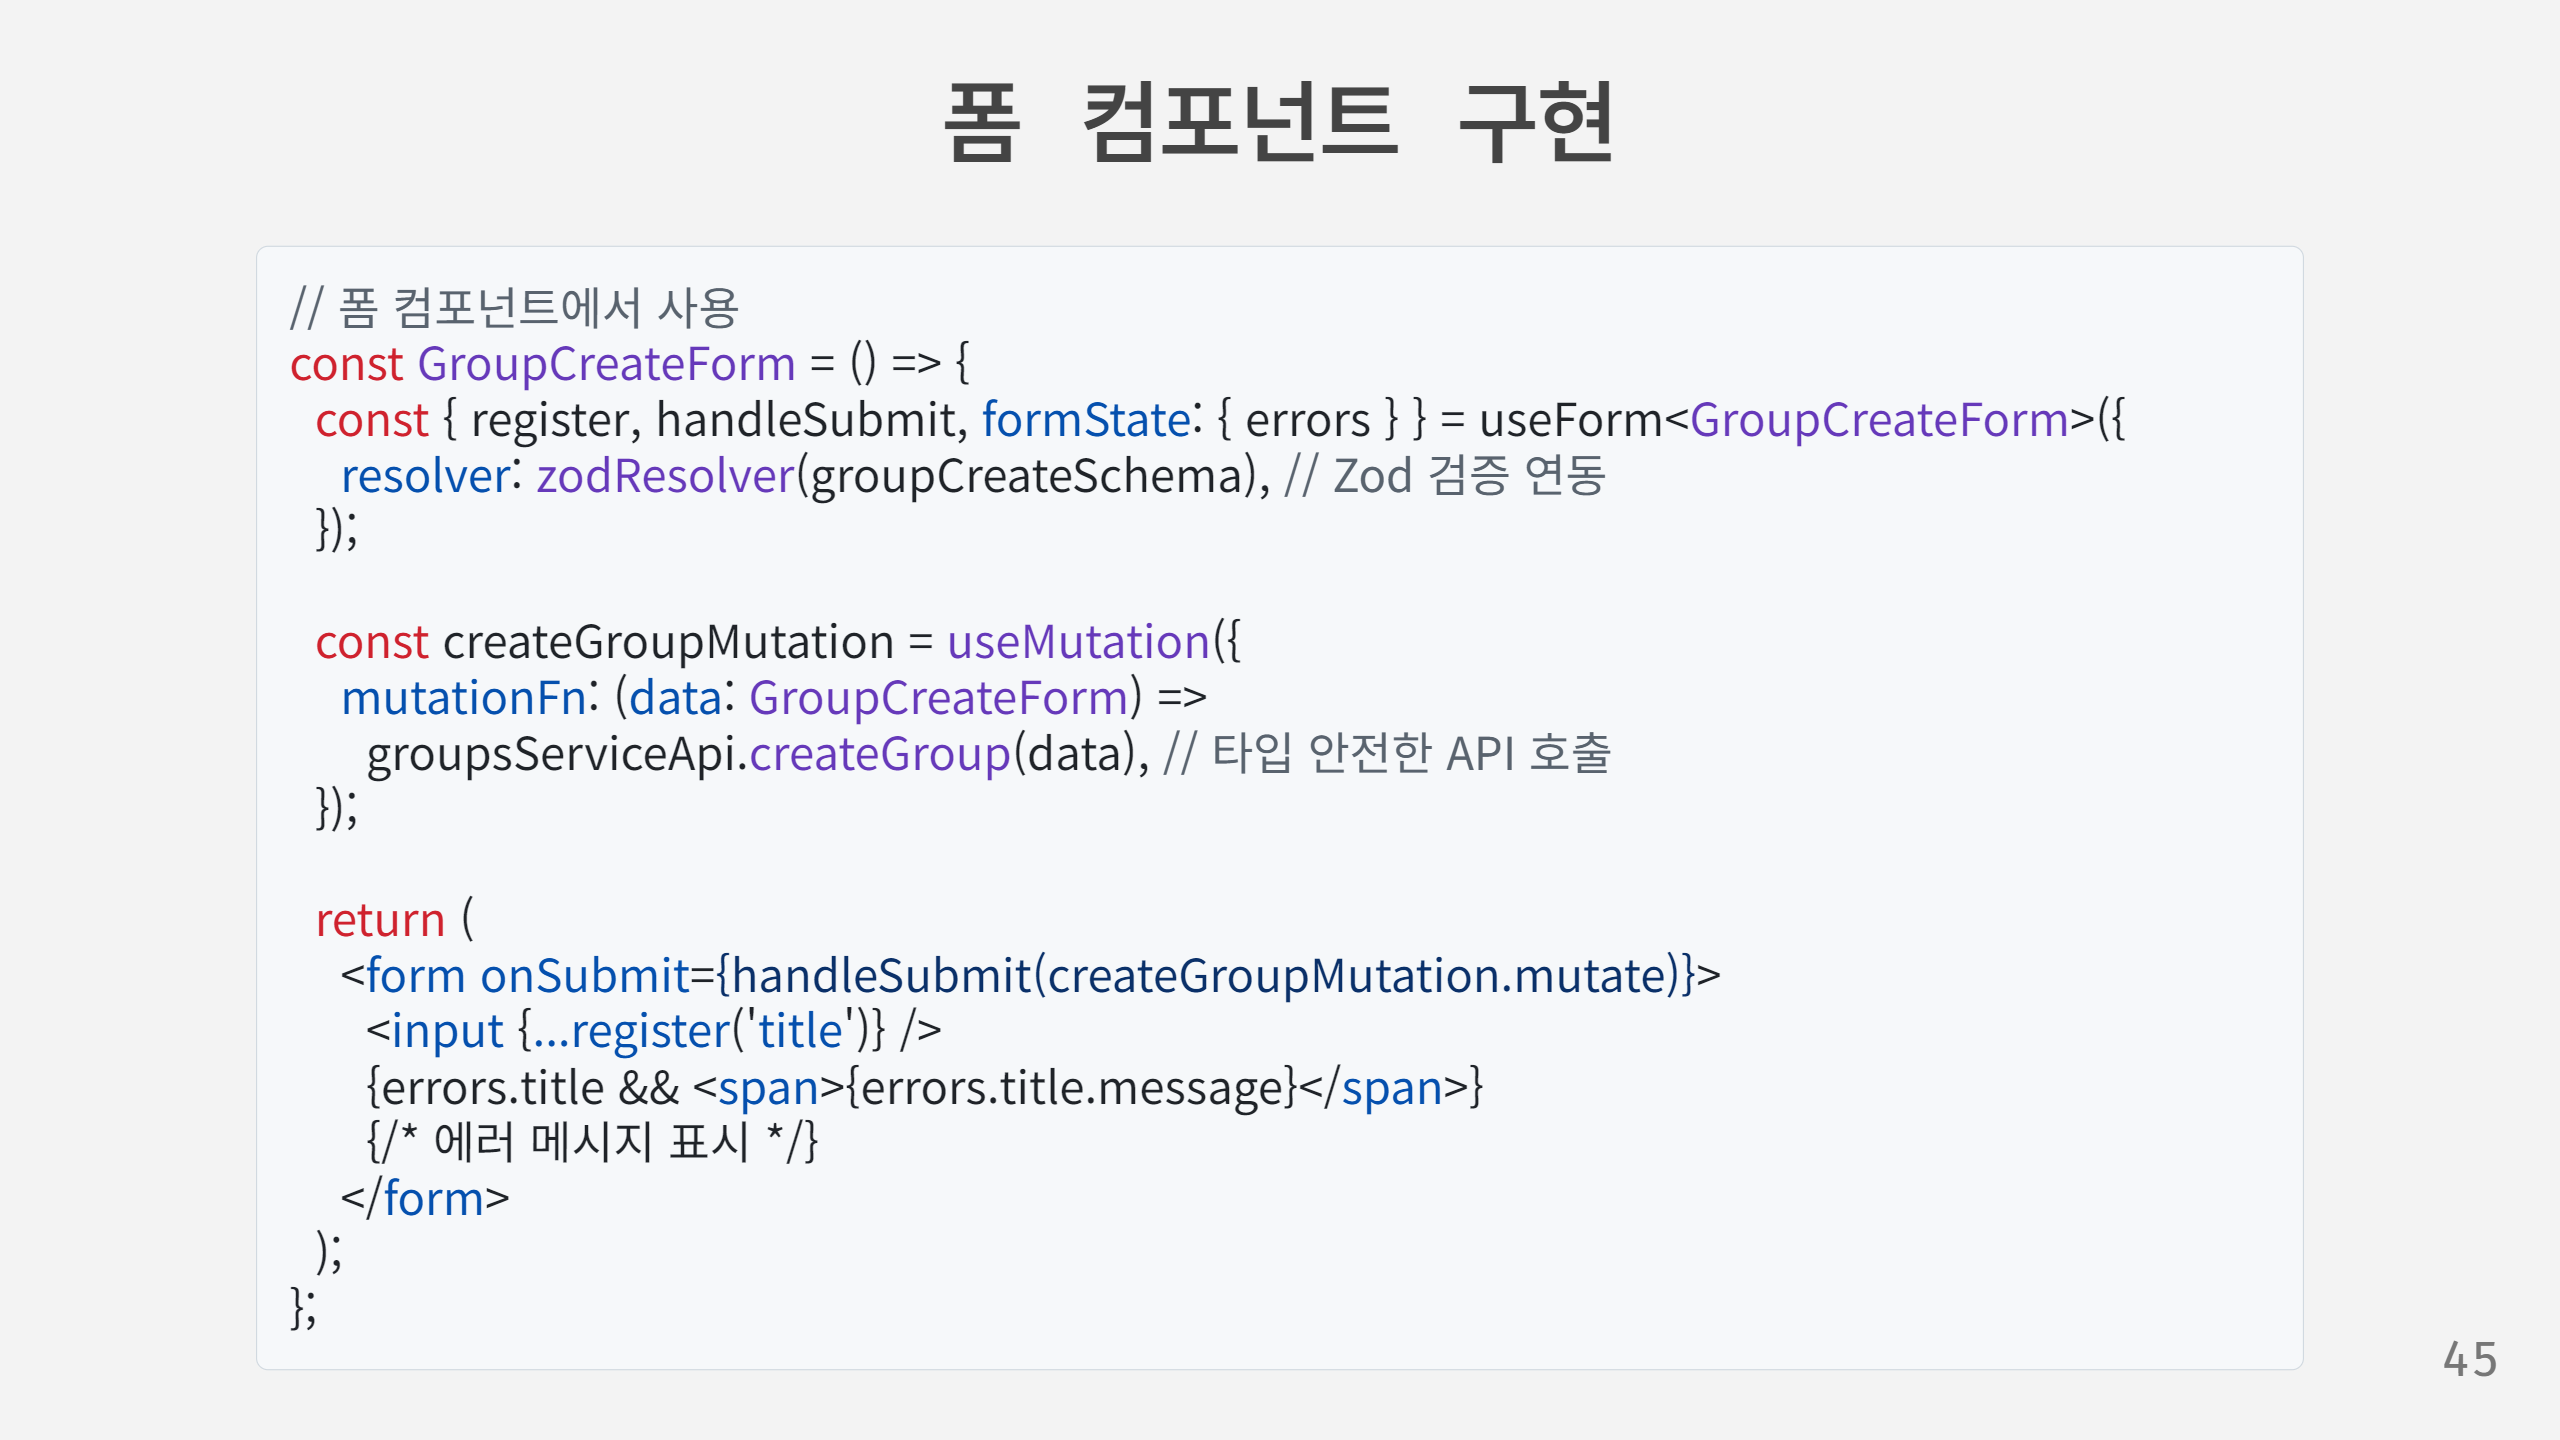 폼 컴포넌트 구현
// 폼 컴포넌트에서 사용
const GroupCreateForm = () => {
  const { register, handleSubmit, formState: { errors } } = useForm<GroupCreateForm>({
    resolver: zodResolver(groupCreateSchema), // Zod 검증 연동
  });

  const createGroupMutation = useMutation({
    mutationFn: (data: GroupCreateForm) =>
      groupsServiceApi.createGroup(data), // 타입 안전한 API 호출
  });

  return (
    <form onSubmit={handleSubmit(createGroupMutation.mutate)}>
      <input {...register('title')} />
      {errors.title && <span>{errors.title.message}</span>}
      {/* 에러 메시지 표시 */}
    </form>
  );
};
45